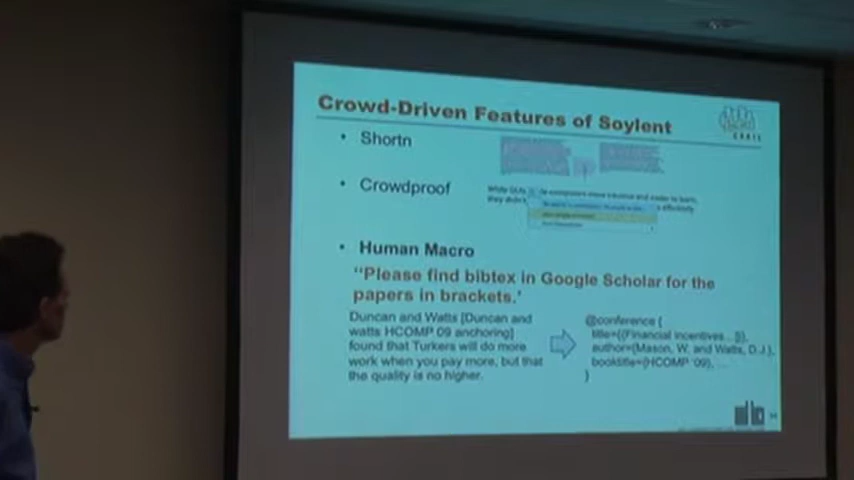 Crowd-Driven Features of Soylent
• Shortn
• Crowdproof
• Human Macro
"Please find bibtex in Google Scholar for the
papers in brackets.'
Duncan and Watts [Duncan and
watts HCOMP 09 anchoring]
found that Turkers will do more
work when you pay more, but that
the quality is no higher.
@conference {
title={{Financial incentives... }},
author={Mason, W. and Watts, D.J.},
booktitle={HCOMP '09}, ...
}